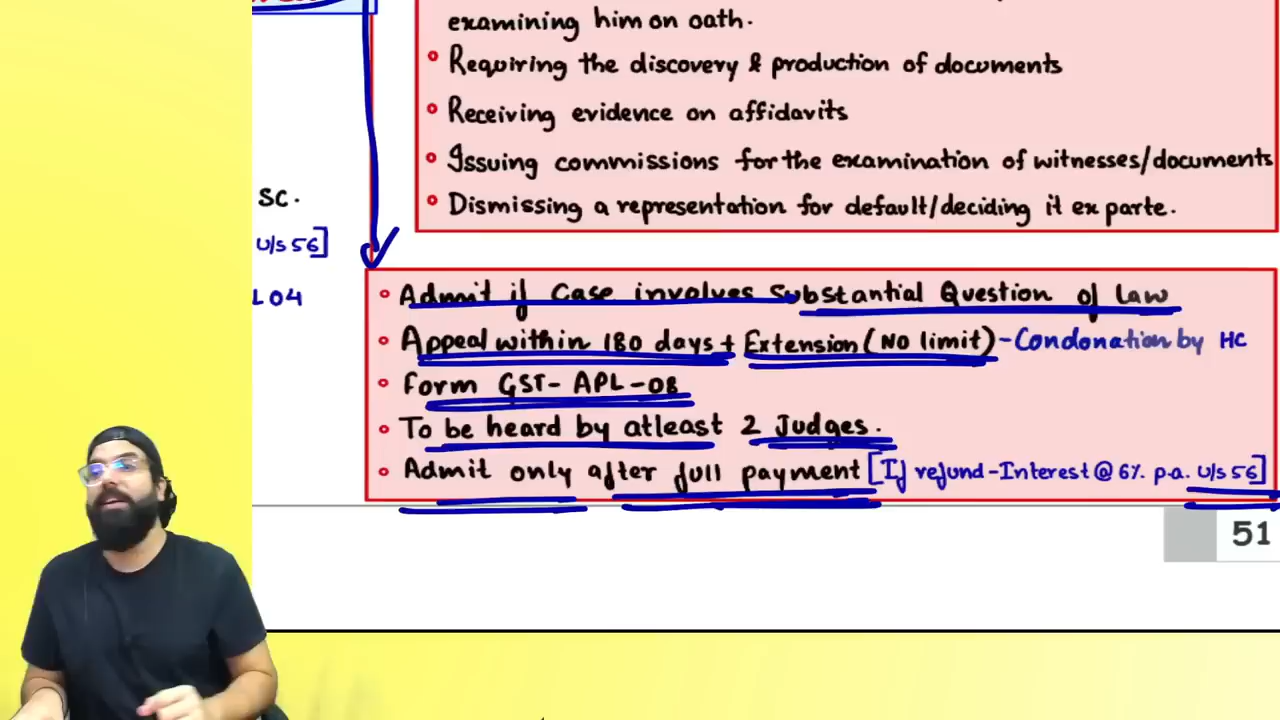 examining him on oath.
Requiring the discovery & production of documents
Receiving evidence on affidavits
Issuing commissions for the examination of witnesses/documents
Dismissing a representation for default/deciding it ex parte.
SC.
U/s 56]
04
Admit if Case involves Substantial Question of Law
Appeal within 180 days + Extension (No limit) - Condonation by HC
Form GST-APL-08
To be heard by atleast 2 Judges.
Admit only after full payment [If refund-Interest @ 6% p.a. U/s 56]
51